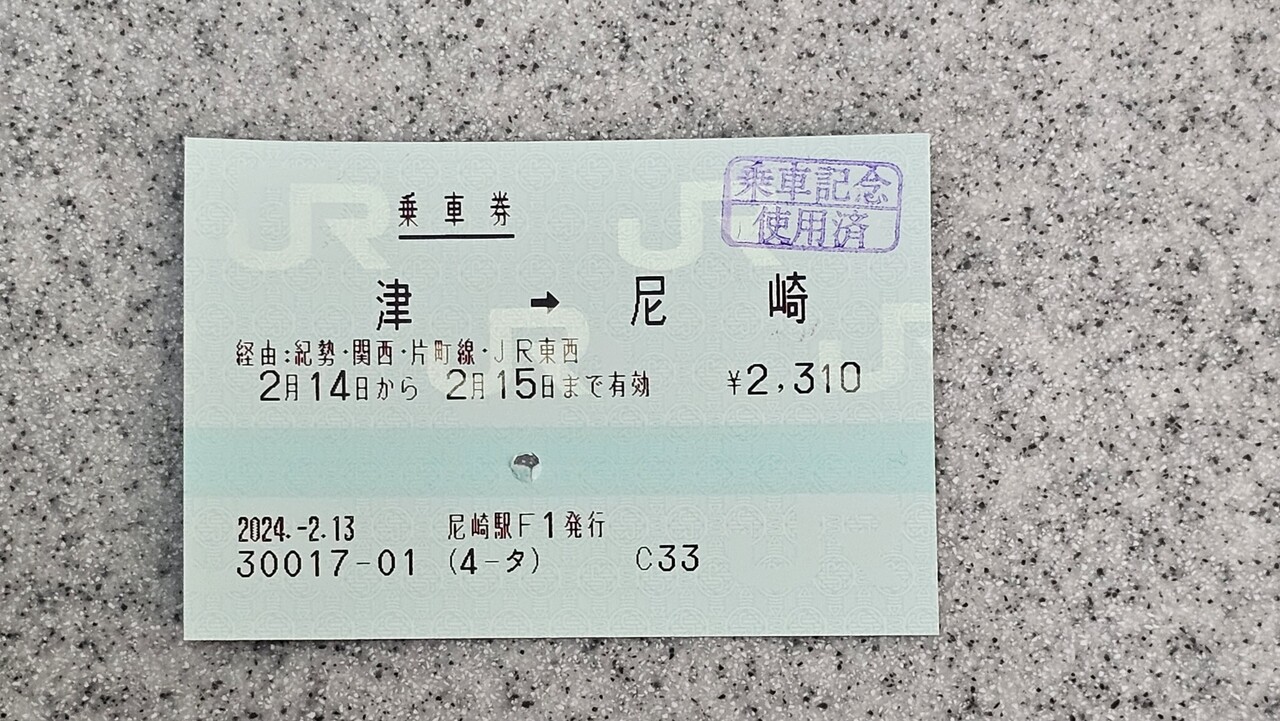 乗車券
乗車記念
使用済
津 → 尼崎
経由:紀勢・関西・片町線・JR東西
2月14日から 2月15日まで有効 ¥2,310
2024.-2.13 尼崎駅F1発行
30017-01 (4-タ) C33
JR
JR
JR
J